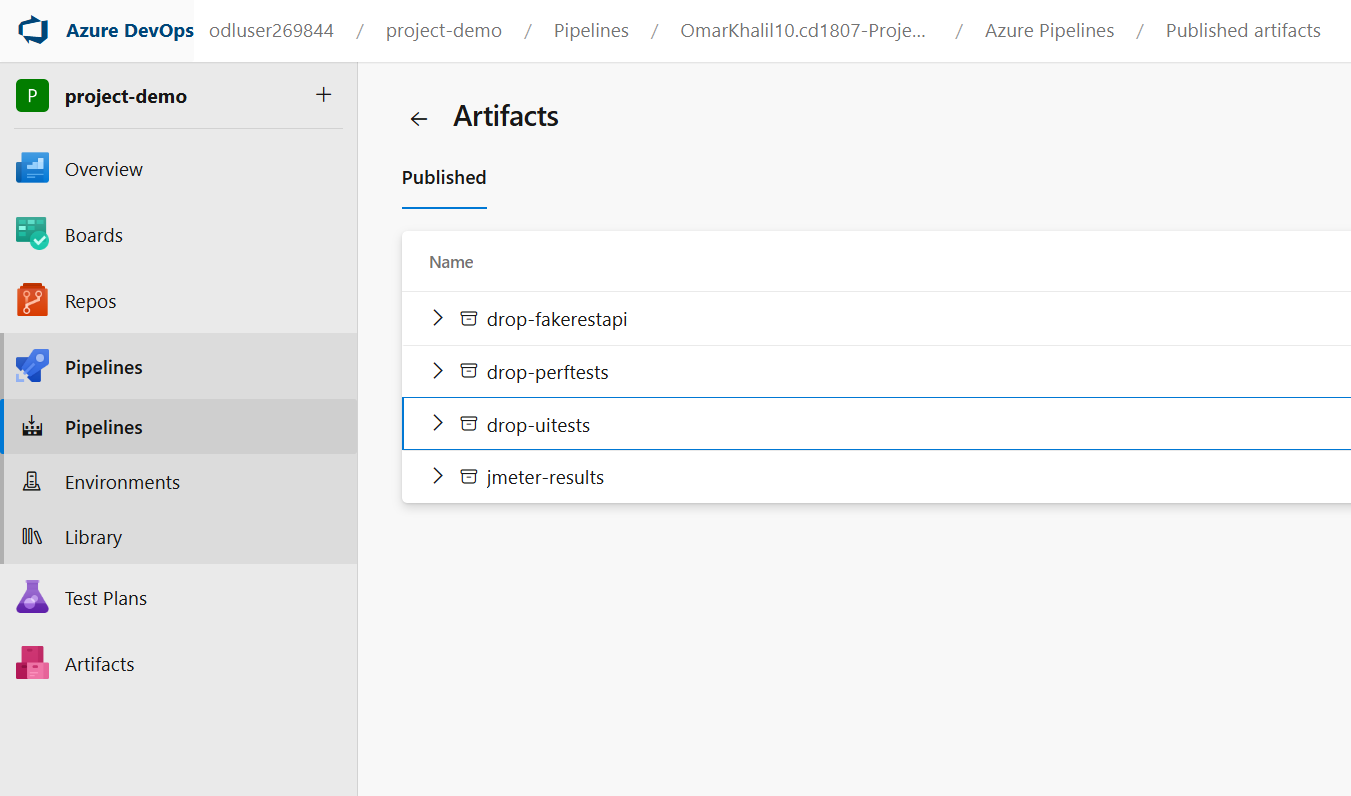 Azure DevOps odluser269844 / project-demo / Pipelines / OmarKhalil10.cd1807-Proje... / Azure Pipelines / Published artifacts
P project-demo +
Overview
Boards
Repos
Pipelines
Pipelines
Environments
Library
Test Plans
Artifacts
Artifacts
Published
Name
drop-fakerestapi
drop-perftests
drop-uitests
jmeter-results